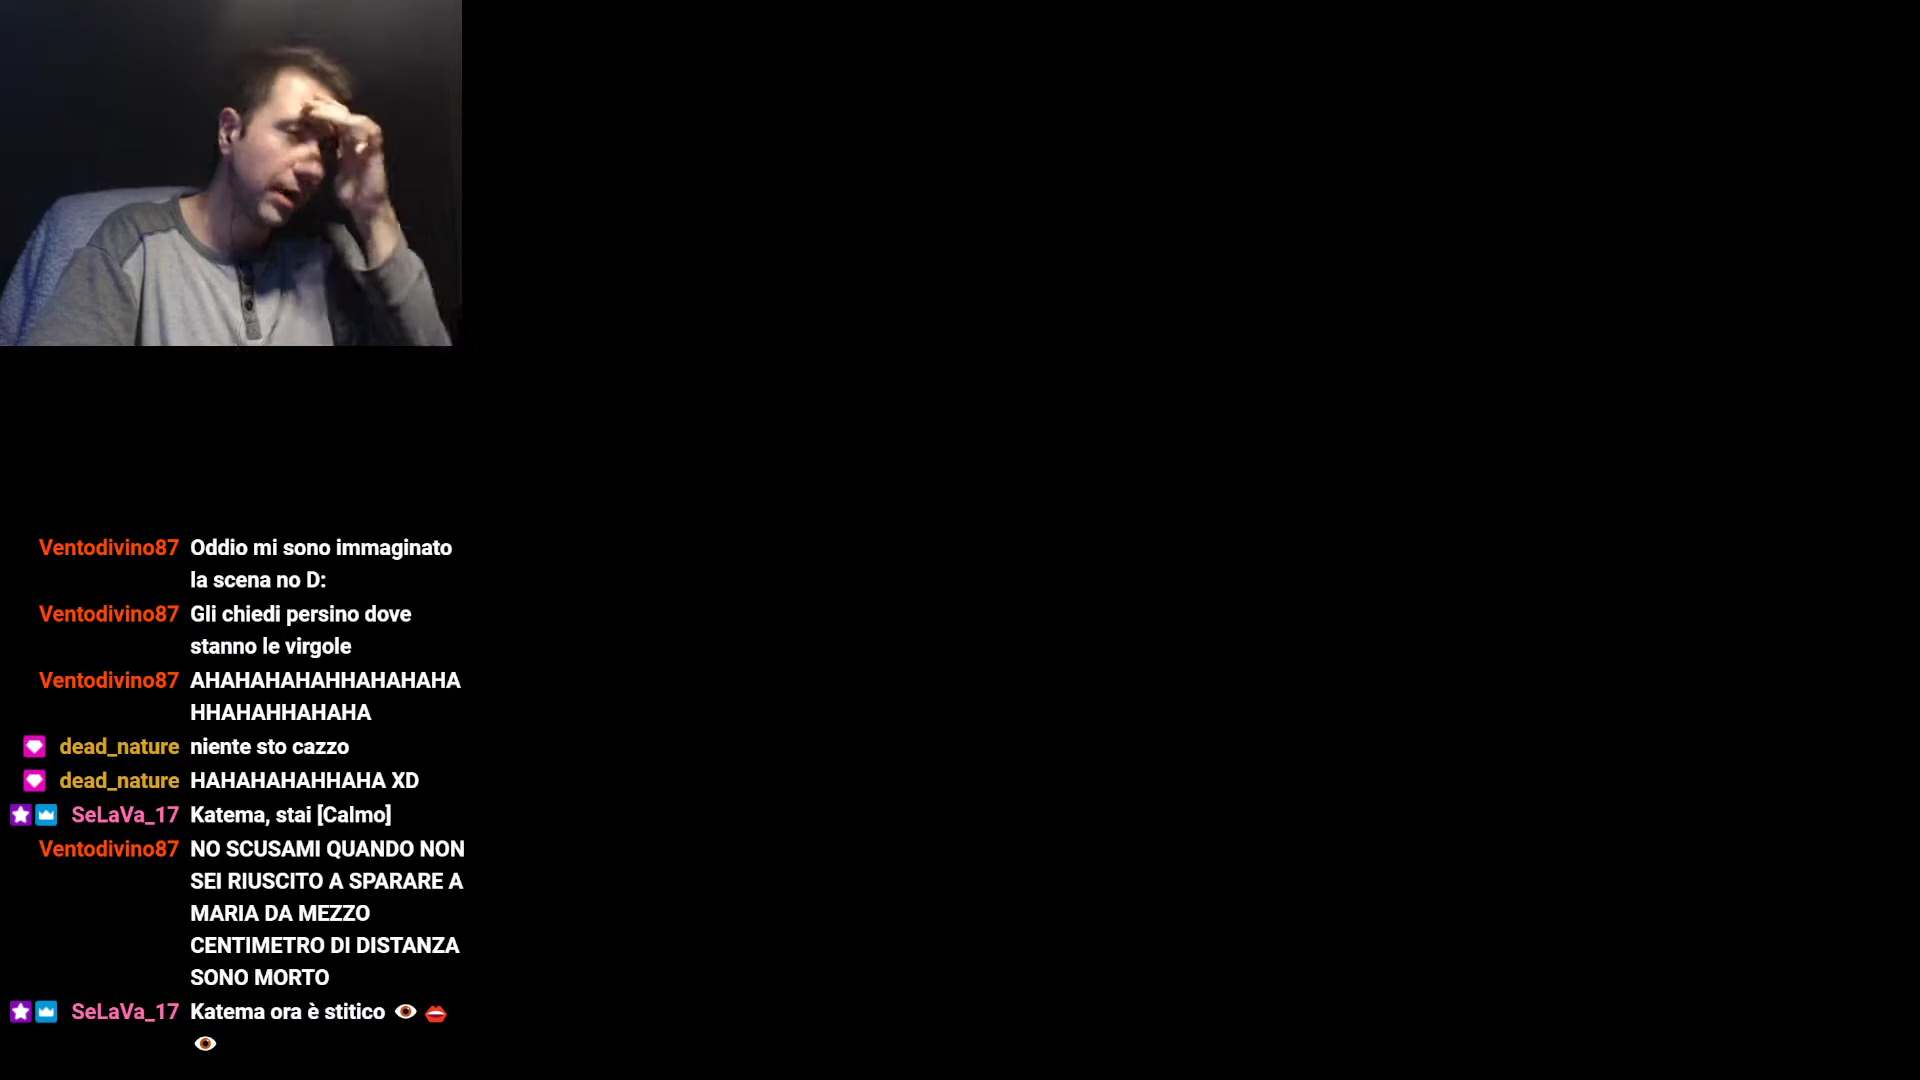 Ventodivino87 Oddio mi sono immaginato
la scena no D:
Ventodivino87 Gli chiedi persino dove
stanno le virgole
Ventodivino87 AHAHAHAHAHHAHAHAHA
HHAHAHHAHAHA
dead_nature niente sto cazzo
dead_nature HAHAHAHAHHAHA XD
SeLaVa_17 Katema, stai [Calmo]
Ventodivino87 NO SCUSAMI QUANDO NON
SEI RIUSCITO A SPARARE A
MARIA DA MEZZO
CENTIMETRO DI DISTANZA
SONO MORTO
SeLaVa_17 Katema ora è stitico 👁 👄
👁